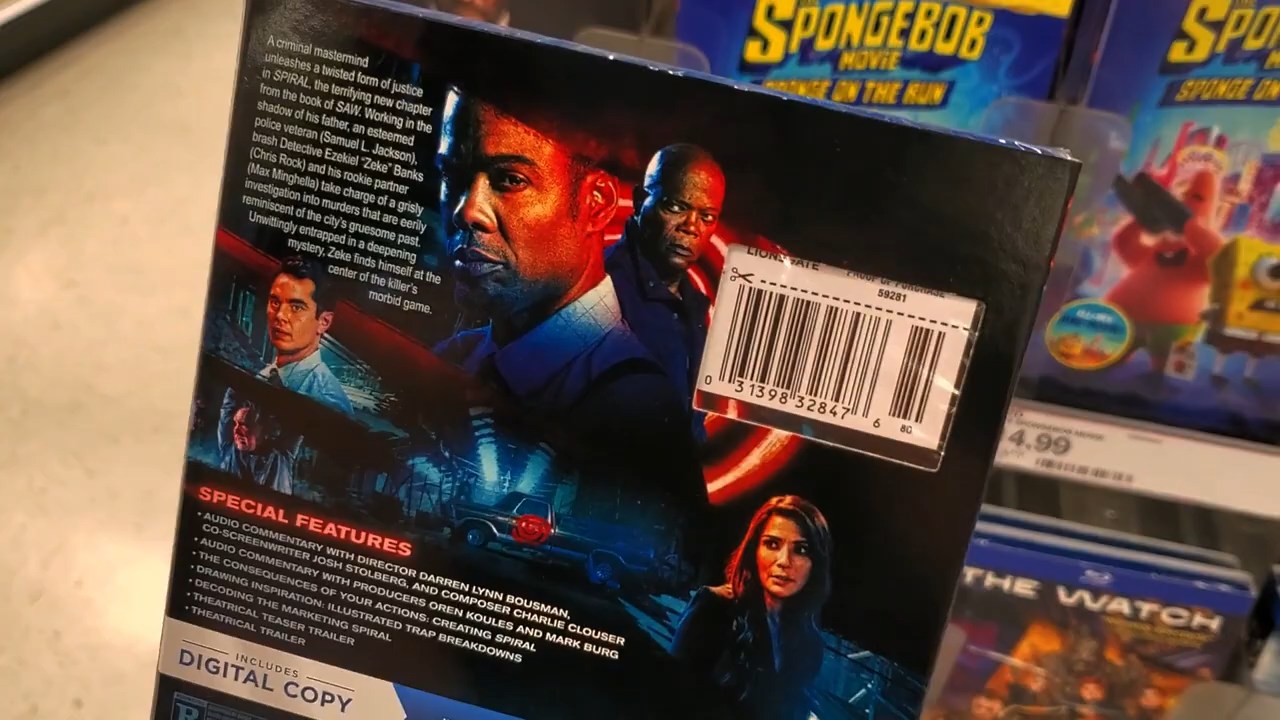 A criminal mastermind
unleashes a twisted form of justice
in SPIRAL, the terrifying new chapter
from the book of SAW. Working in the
shadow of his father, an esteemed
police veteran (Samuel L. Jackson),
brash Detective Ezekiel "Zeke" Banks
(Chris Rock) and his rookie partner
(Max Minghella) take charge of a grisly
investigation into murders that are eerily
reminiscent of the city's gruesome past.
Unwittingly entrapped in a deepening
mystery, Zeke finds himself at the
center of the killer's
morbid game.
LIONSGATE PROOF OF PURCHASE
59281
0 31398 32847 6 80
SPECIAL FEATURES
• AUDIO COMMENTARY WITH DIRECTOR DARREN LYNN BOUSMAN,
CO-SCREENWRITER JOSH STOLBERG, AND COMPOSER CHARLIE CLOUSER
• AUDIO COMMENTARY WITH PRODUCERS OREN KOULES AND MARK BURG
• THE CONSEQUENCES OF YOUR ACTIONS: CREATING SPIRAL
• DRAWING INSPIRATION: ILLUSTRATED TRAP BREAKDOWNS
• DECODING THE MARKETING SPIRAL
• THEATRICAL TEASER TRAILER
• THEATRICAL TRAILER
INCLUDES
DIGITAL COPY
R
SPONGEBOB
MOVIE
SPONGE ON THE RUN
SPONGE ON
4.99
THE WATCH